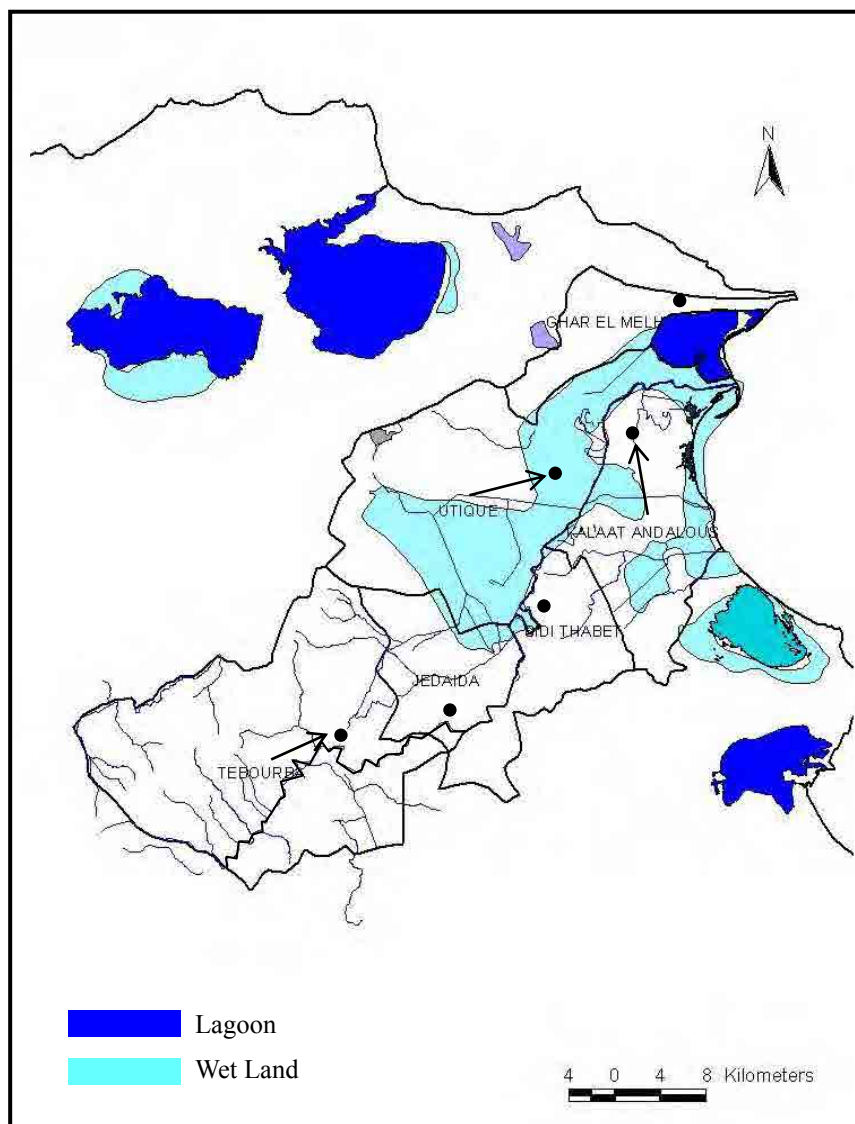 N
GHAR EL MELH
UTIQUE
KALAAT ANDALOUS
SIDI THABET
JEDAIDA
TEBOURBA
Lagoon
Wet Land
4 0 4 8 Kilometers